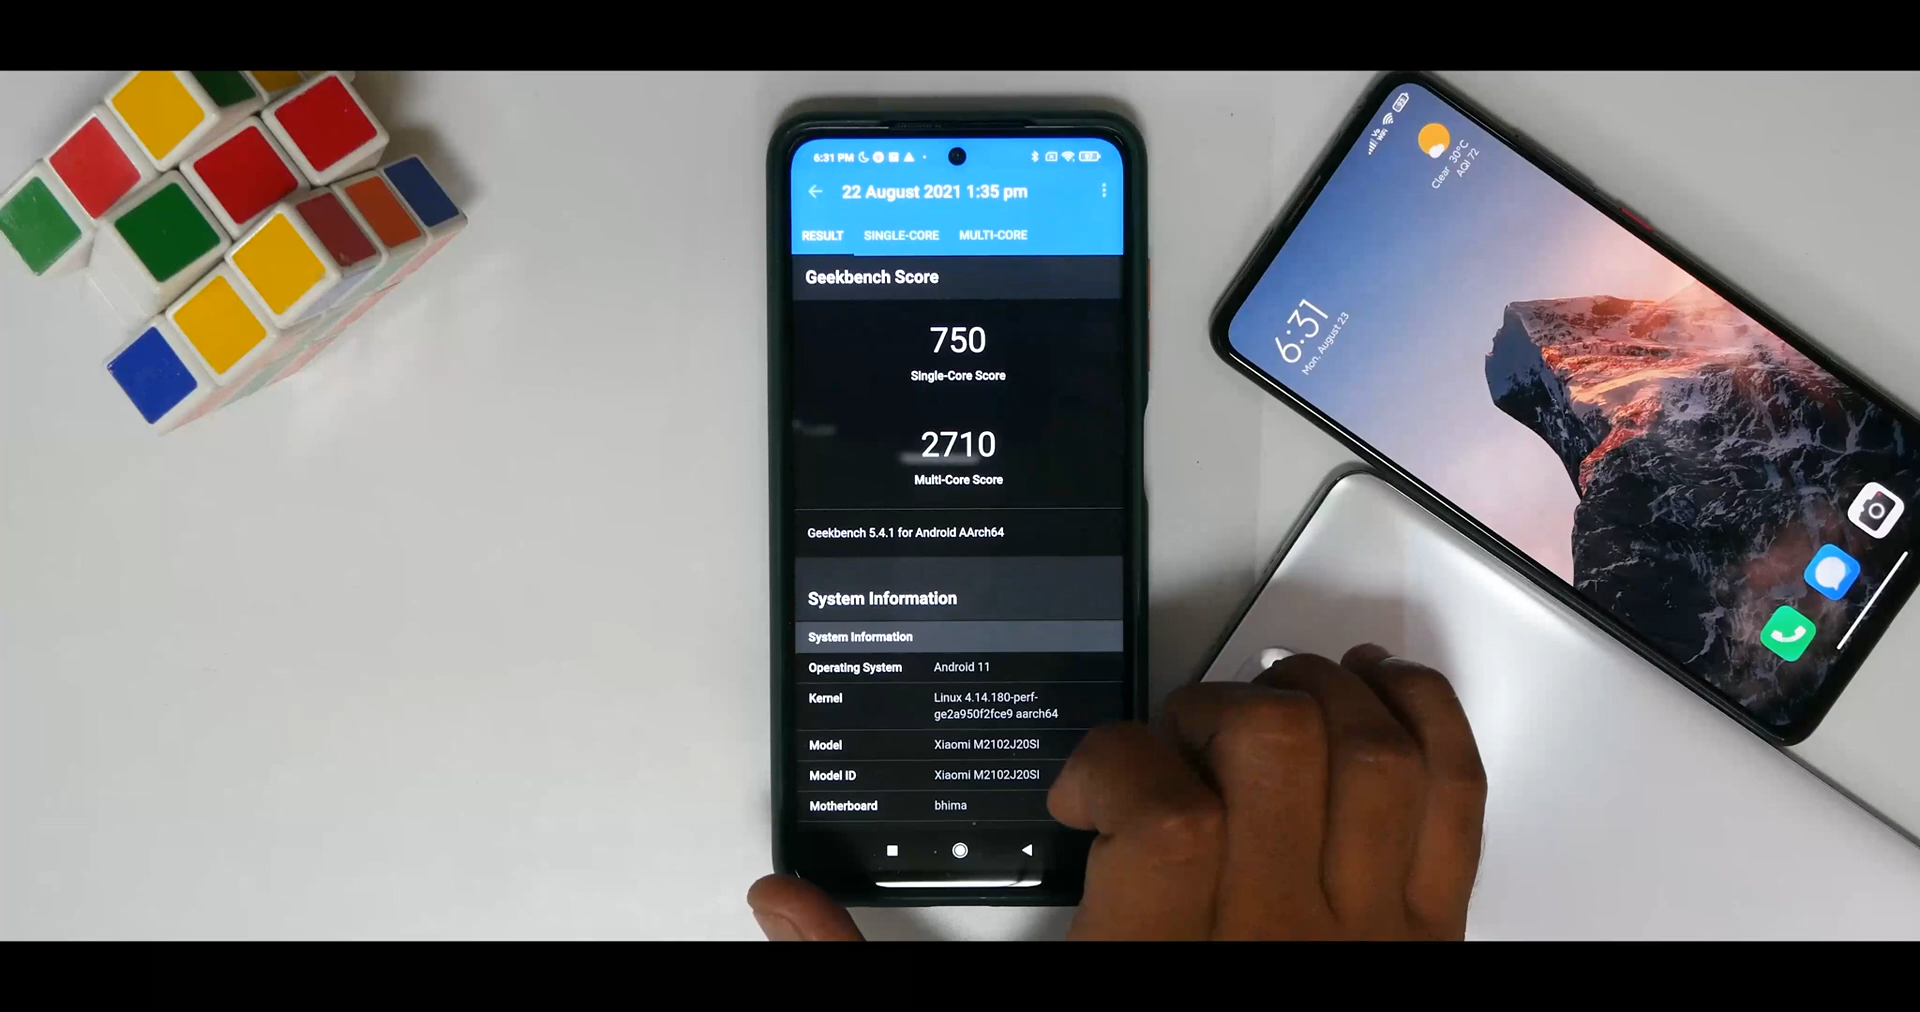 6:31 PM
22 August 2021 1:35 pm
RESULT SINGLE-CORE MULTI-CORE
Geekbench Score
750
Single-Core Score
2710
Multi-Core Score
Geekbench 5.4.1 for Android AArch64
System Information
System Information
Operating System Android 11
Kernel Linux 4.14.180-perf-
ge2a950f2fce9 aarch64
Model Xiaomi M2102J20SI
Model ID Xiaomi M2102J20SI
Motherboard bhima
Vo
WiFi
Clear 30°C
AQI 72
6:31
Mon, August 23